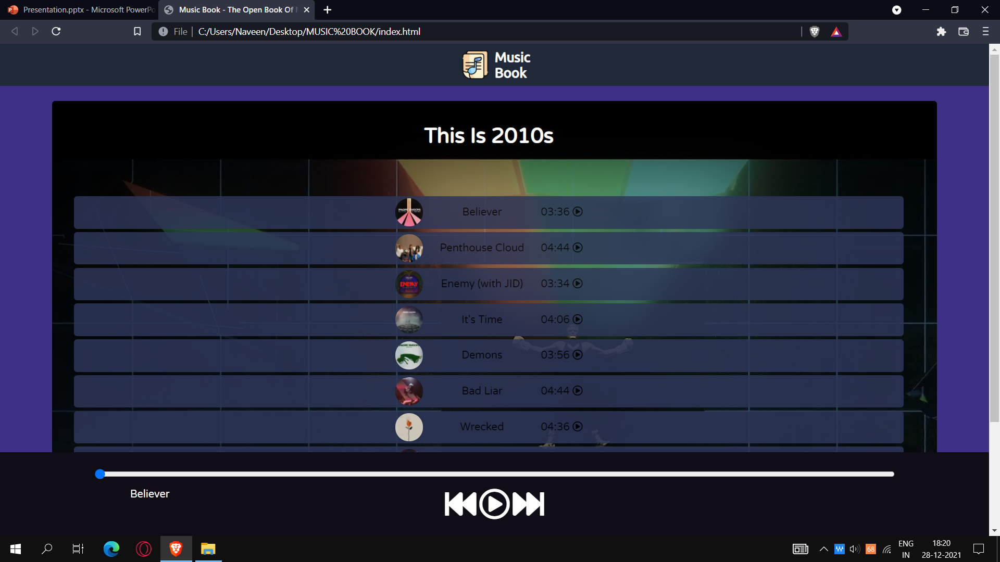 Presentation.pptx - Microsoft PowerPo
Music Book - The Open Book Of
File
C:/Users/Naveen/Desktop/MUSIC%20BOOK/index.html
Music
Book
This Is 2010s
Believer 03:36
Penthouse Cloud 04:44
ENEMY
Enemy (with JID) 03:34
It's Time 04:06
Demons 03:56
Bad Liar 04:44
Wrecked 04:36
Believer
68
ENG
IN
18:20
28-12-2021